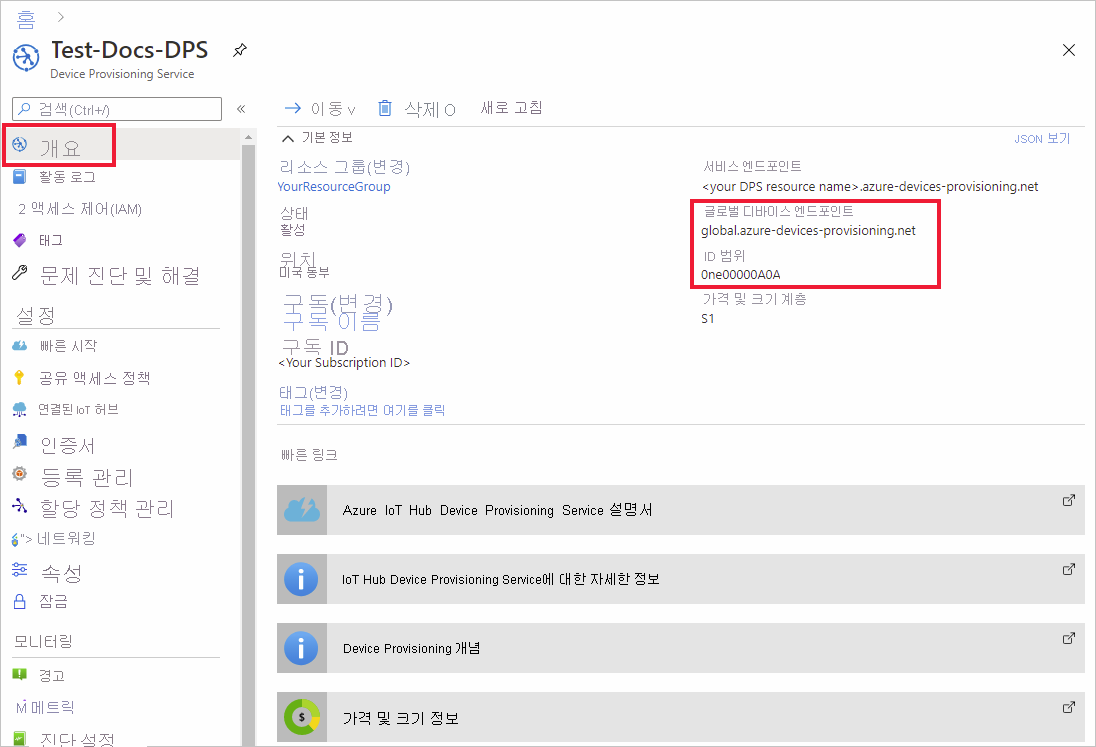 홈
Test-Docs-DPS
Device Provisioning Service
검색(Ctrl+/)
개요
활동 로그
2 액세스 제어(IAM)
태그
문제 진단 및 해결
설정
빠른 시작
공유 액세스 정책
연결된 IoT 허브
인증서
등록 관리
할당 정책 관리
"> 네트워킹
속성
잠금
모니터링
경고
메트릭
진단 설정
이동 v
삭제 O
새로 고침
기본 정보
JSON 보기
리소스 그룹(변경)
YourResourceGroup
상태
활성
위치
미국 동부
구독(변경)
구독 이름
구독 ID
<Your Subscription ID>
태그(변경)
태그를 추가하려면 여기를 클릭
서비스 엔드포인트
<your DPS resource name>.azure-devices-provisioning.net
글로벌 디바이스 엔드포인트
global.azure-devices-provisioning.net
ID 범위
0ne00000A0A
가격 및 크기 계층
S1
빠른 링크
Azure IoT Hub Device Provisioning Service 설명서
IoT Hub Device Provisioning Service에 대한 자세한 정보
Device Provisioning 개념
가격 및 크기 정보